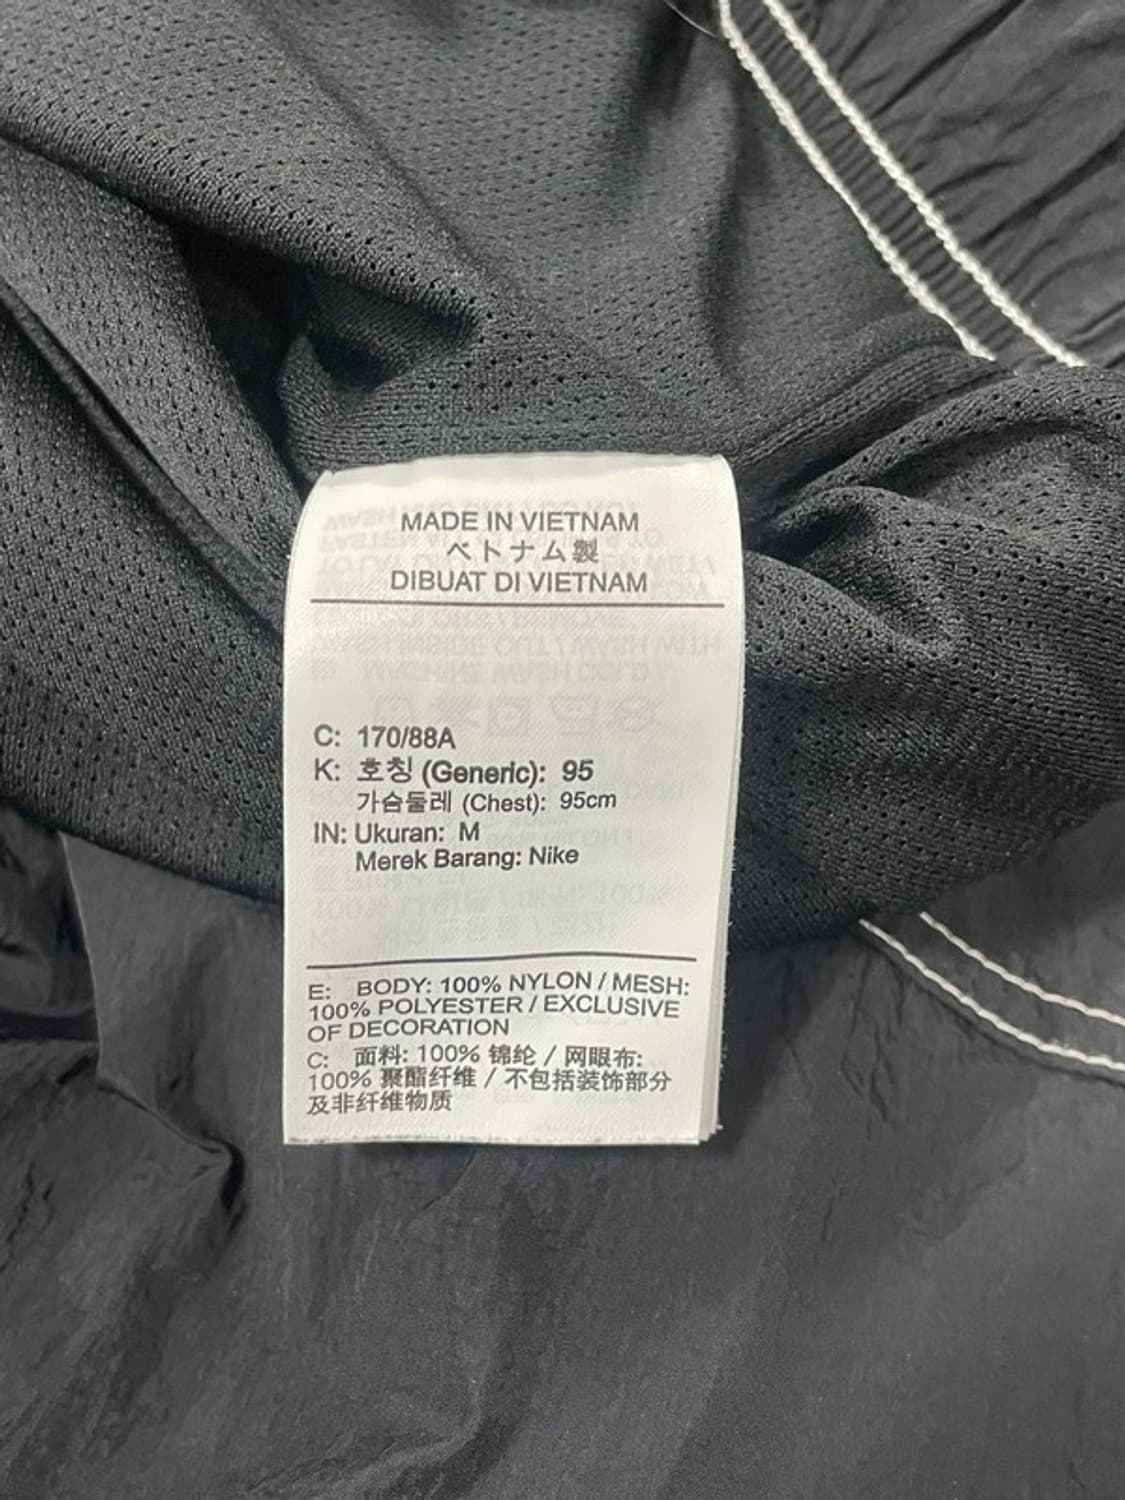 MADE IN VIETNAM
ベトナム製
DIBUAT DI VIETNAM
C: 170/88A
K: 호칭 (Generic): 95
가슴둘레 (Chest): 95cm
IN: Ukuran: M
Merek Barang: Nike
E: BODY: 100% NYLON / MESH:
100% POLYESTER / EXCLUSIVE
OF DECORATION
C: 面料: 100% 锦纶 / 网眼布:
100% 聚酯纤维 / 不包括装饰部分
及非纤维物质